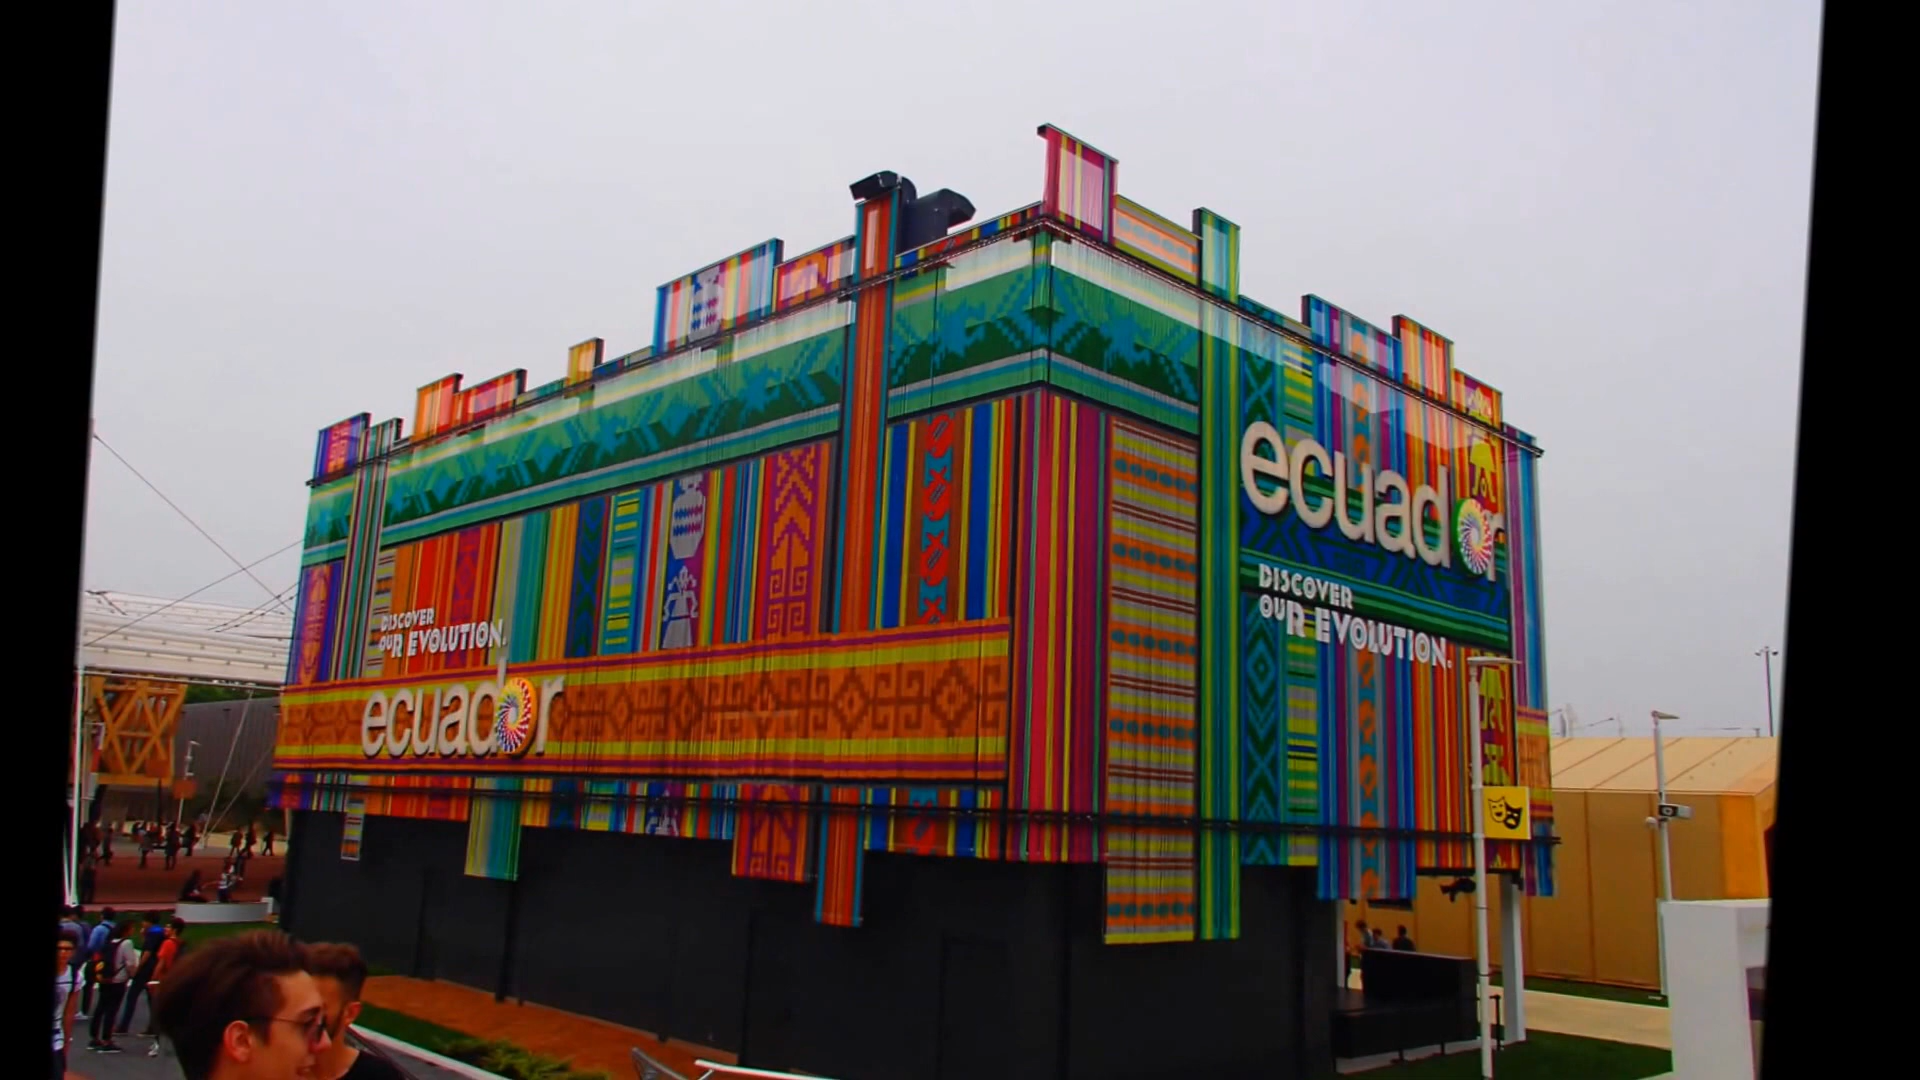 DISCOVER
OUR EVOLUTION.
ecuador
ecuador
DISCOVER
OUR EVOLUTION.